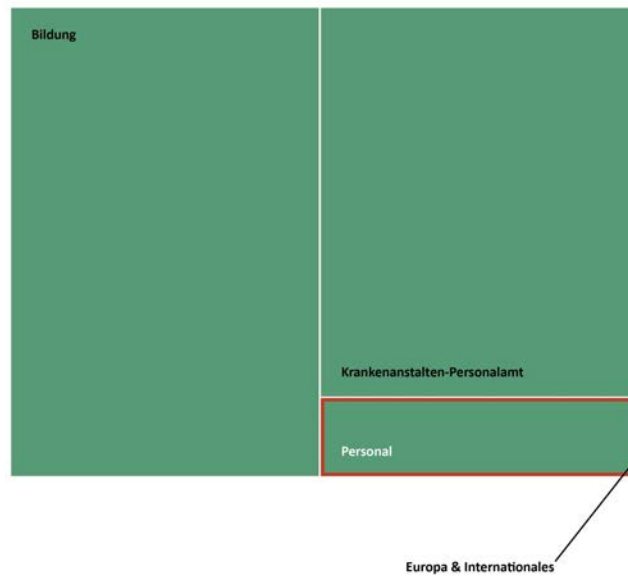 Bildung
Krankenanstalten-Personalamt
Personal
Europa & Internationales